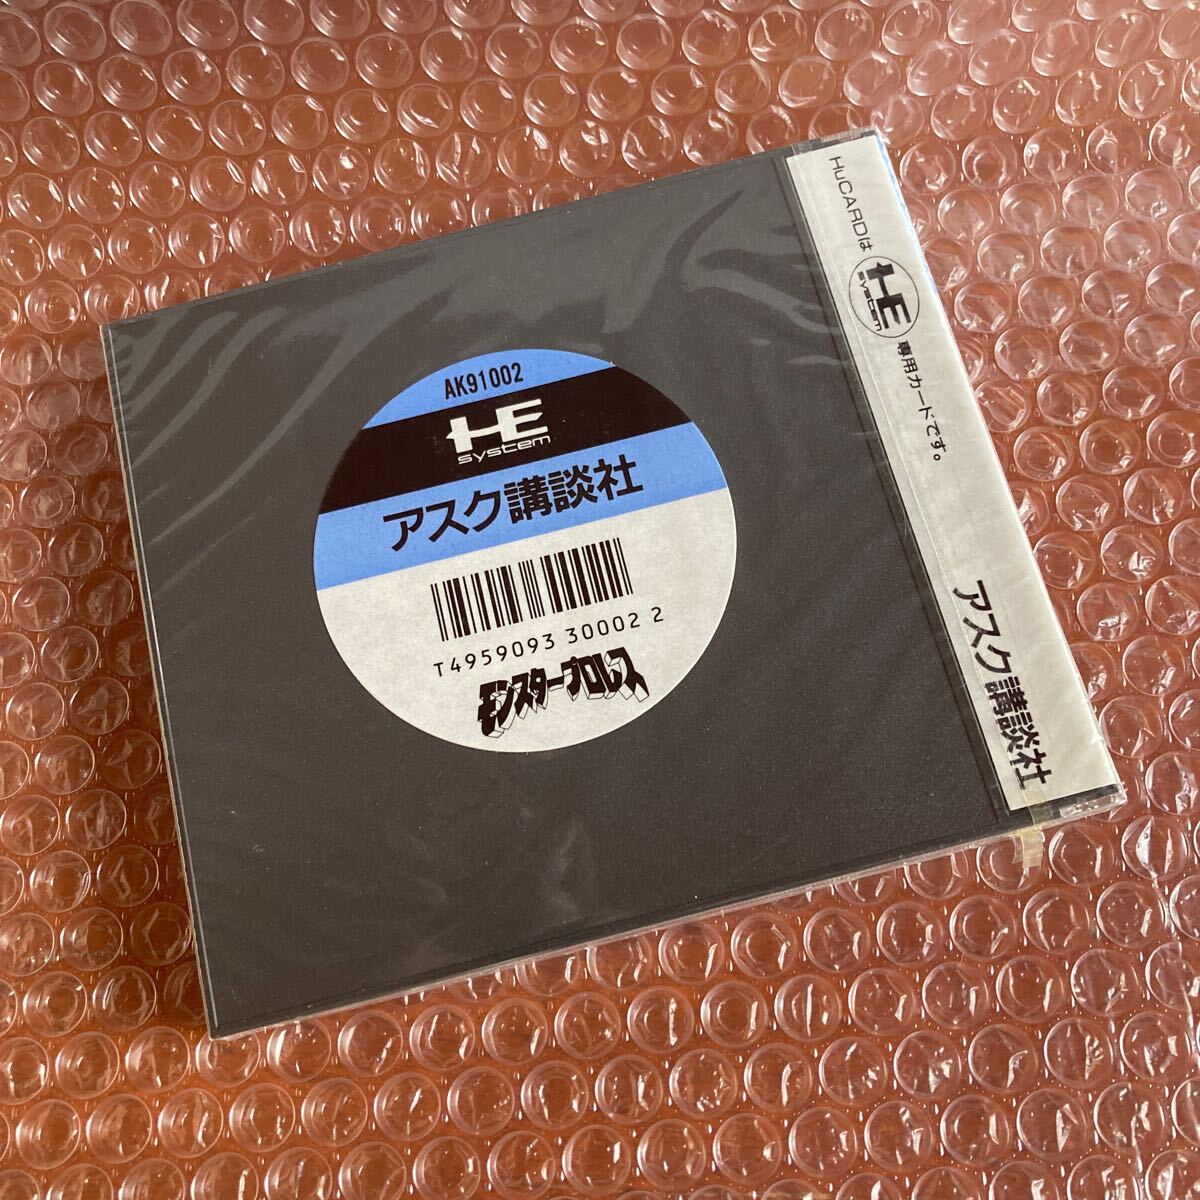 AK91002
HE
system
アスク講談社
T4959093 30002 2
モンスタープロレス
HuCARDは HE system 専用カードです。
アスク講談社